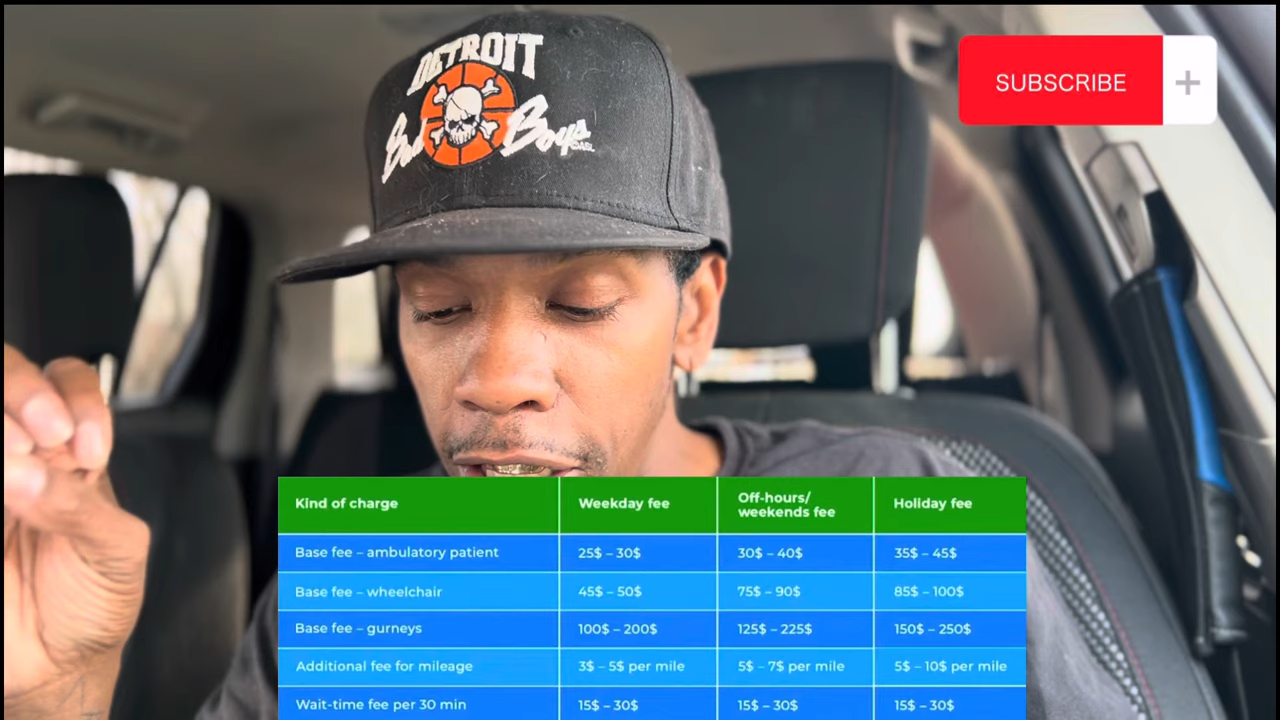 DETROIT
Bad Boys
SUBSCRIBE +
Kind of charge Weekday fee Off-hours/ weekends fee Holiday fee
Base fee – ambulatory patient 25$ – 30$ 30$ – 40$ 35$ – 45$
Base fee – wheelchair 45$ – 50$ 75$ – 90$ 85$ – 100$
Base fee – gurneys 100$ – 200$ 125$ – 225$ 150$ – 250$
Additional fee for mileage 3$ – 5$ per mile 5$ – 7$ per mile 5$ – 10$ per mile
Wait-time fee per 30 min 15$ – 30$ 15$ – 30$ 15$ – 30$